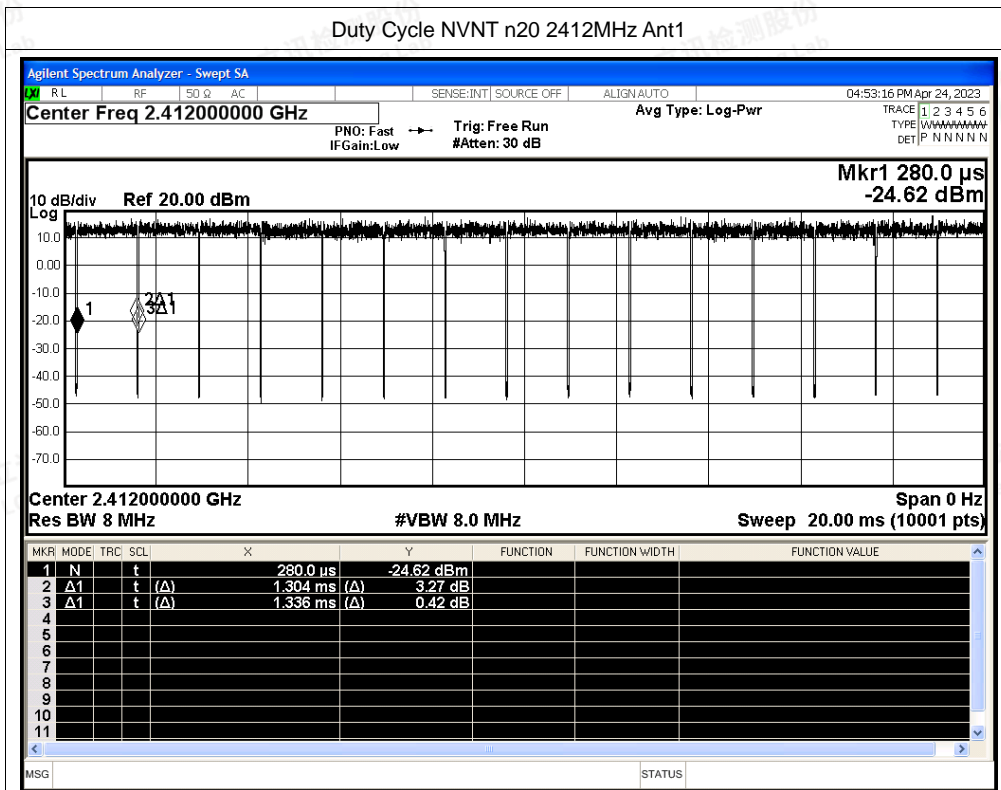 Duty Cycle NVNT n20 2412MHz Ant1
Agilent Spectrum Analyzer - Swept SA
LXI RL RF 50 Ω AC SENSE:INT SOURCE OFF ALIGN AUTO 04:53:16 PM Apr 24, 2023
Center Freq 2.412000000 GHz
Avg Type: Log-Pwr
TRACE 1 2 3 4 5 6
TYPE WWWWWW
DET P N N N N N
PNO: Fast
IFGain:Low
Trig: Free Run
#Atten: 30 dB
Mkr1 280.0 µs
-24.62 dBm
10 dB/div Ref 20.00 dBm
Log
10.0
0.00
-10.0
-20.0
-30.0
-40.0
-50.0
-60.0
-70.0
1
2Δ1
3Δ1
Center 2.412000000 GHz Span 0 Hz
Res BW 8 MHz #VBW 8.0 MHz Sweep 20.00 ms (10001 pts)
MKR MODE TRC SCL X Y FUNCTION FUNCTION WIDTH FUNCTION VALUE
1 N t 280.0 µs -24.62 dBm
2 Δ1 t (Δ) 1.304 ms (Δ) 3.27 dB
3 Δ1 t (Δ) 1.336 ms (Δ) 0.42 dB
4
5
6
7
8
9
10
11
MSG STATUS